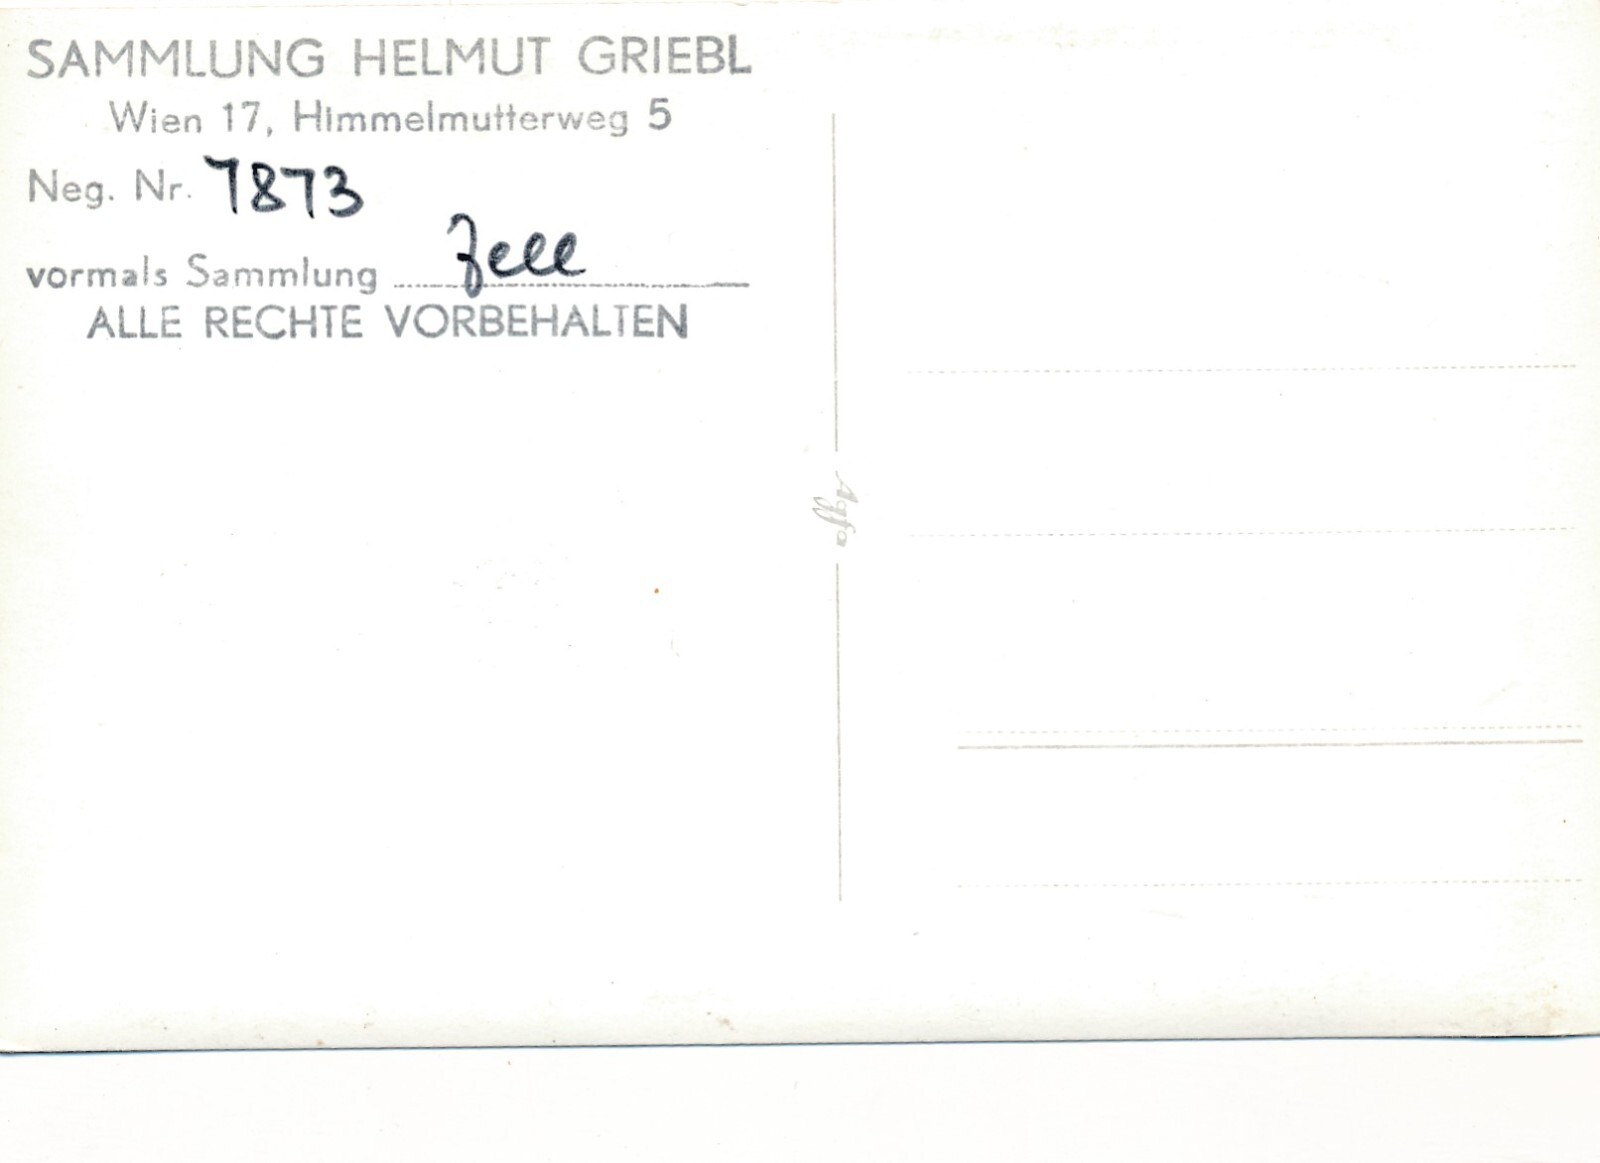 SAMMLUNG HELMUT GRIEBL
Wien 17, Himmelmutterweg 5
Neg. Nr. 7873
vormals Sammlung Zell
ALLE RECHTE VORBEHALTEN
Agfa